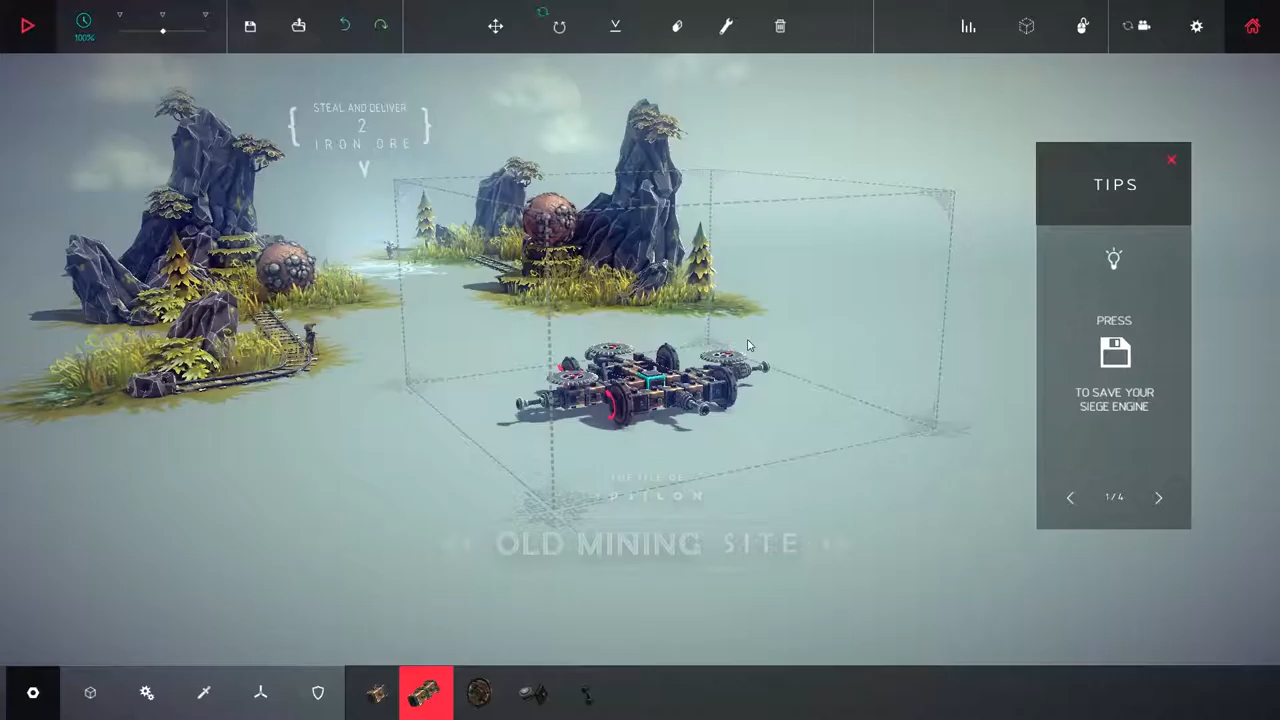 100%
STEAL AND DELIVER
2
IRON ORE
TIPS
PRESS
TO SAVE YOUR
SIEGE ENGINE
1/4
OLD MINING SITE